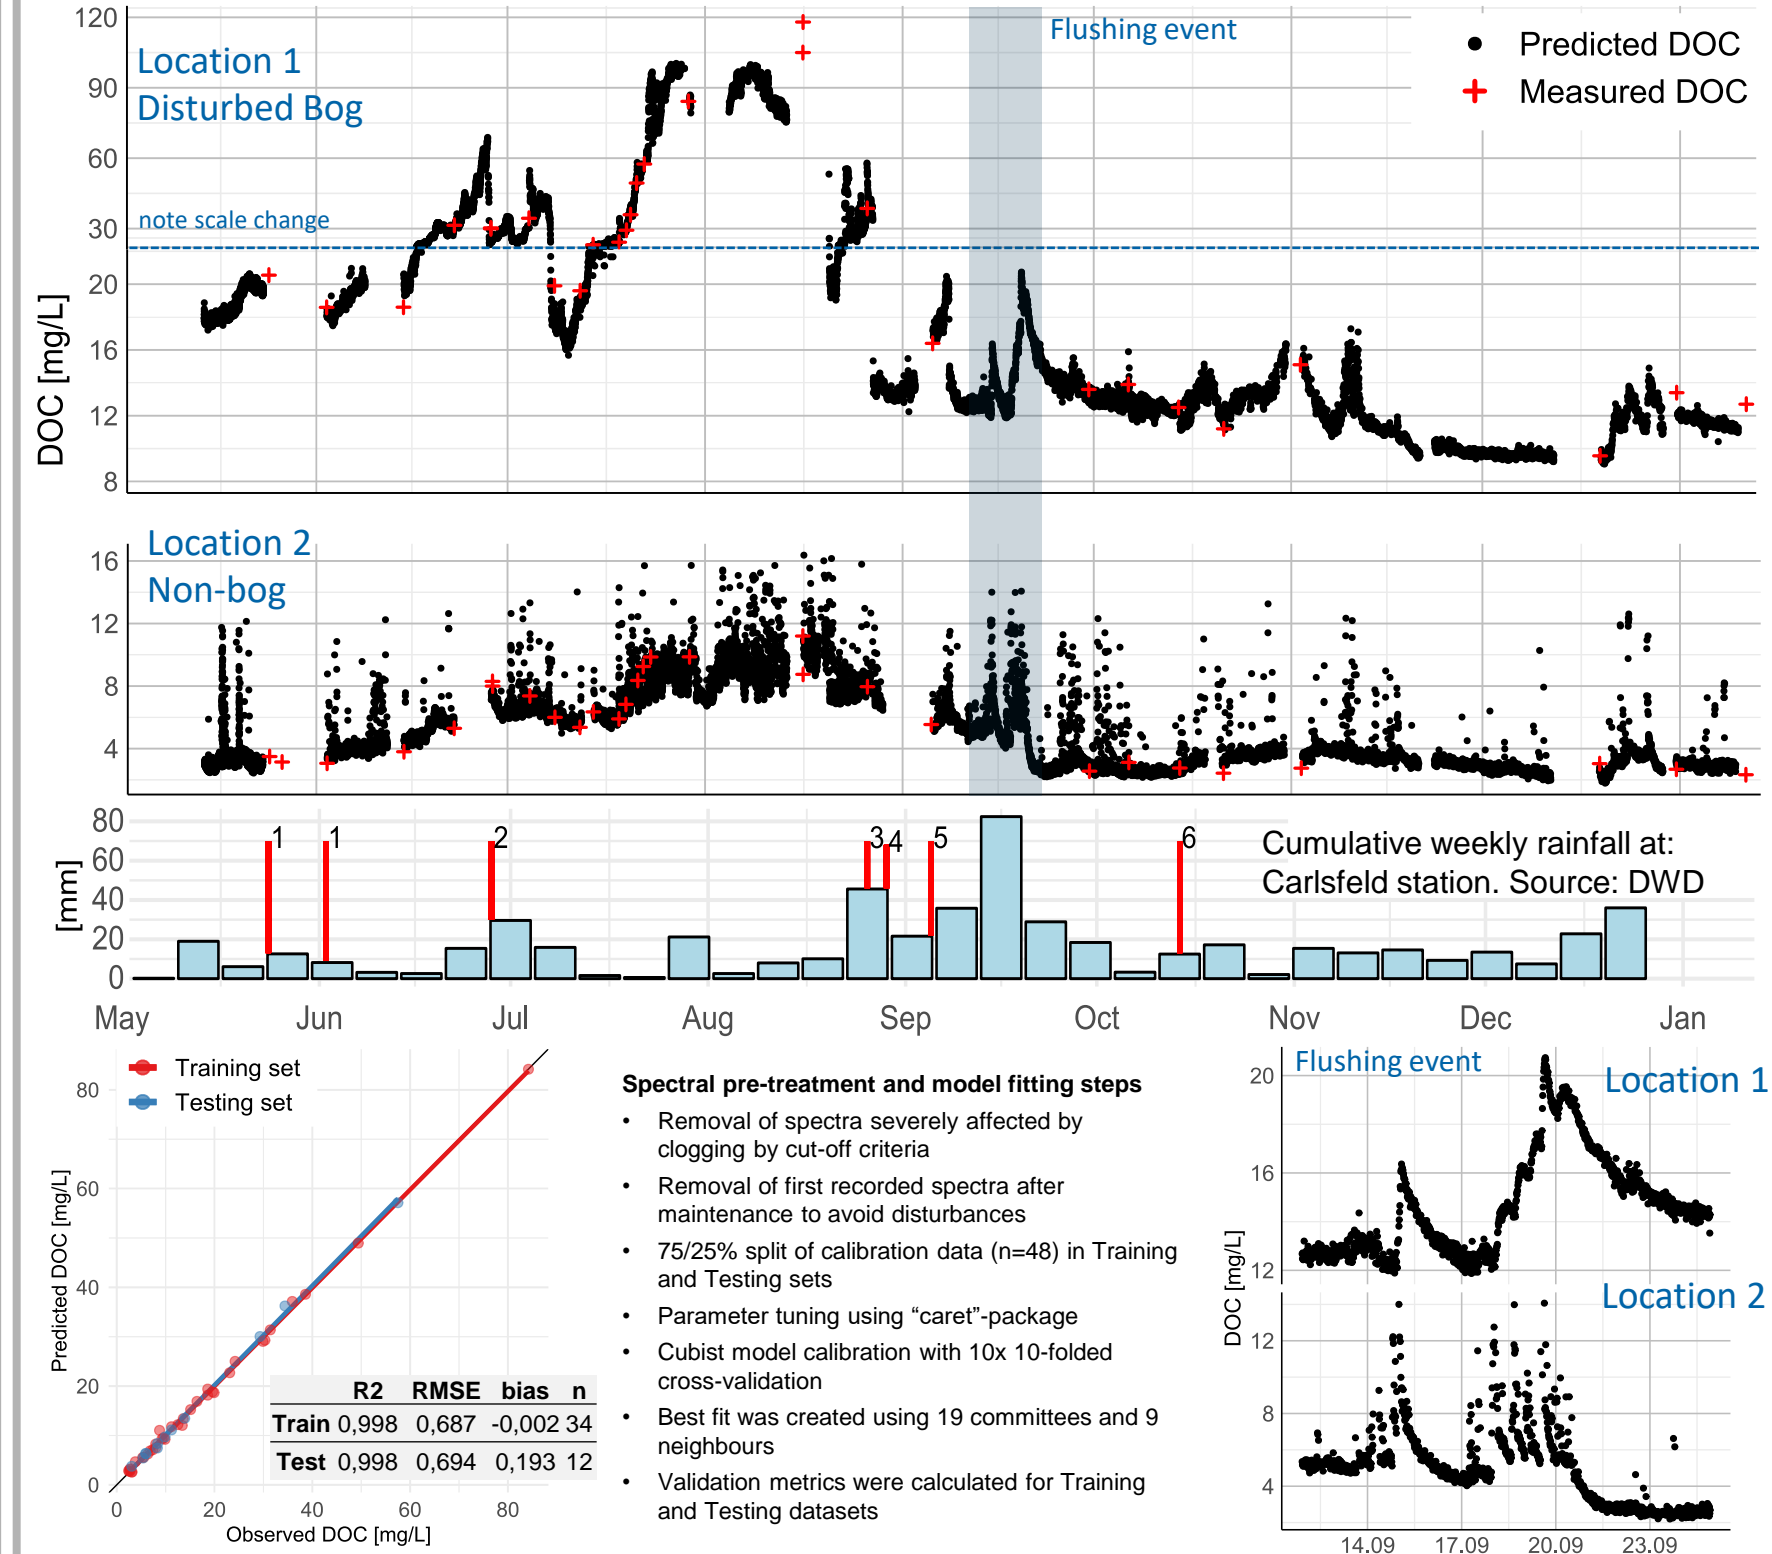 Location 1
Disturbed Bog
Flushing event
Predicted DOC
Measured DOC
note scale change
DOC [mg/L]
120
90
60
30
20
16
12
8
Location 2
Non-bog
16
12
8
4
[mm]
80
60
40
20
0
1
1
2
3
4
5
6
Cumulative weekly rainfall at:
Carlsfeld station. Source: DWD
May Jun Jul Aug Sep Oct Nov Dec Jan
Training set
Testing set
Predicted DOC [mg/L]
80
60
40
20
0
R2 RMSE bias n
Train 0,998 0,687 -0,002 34
Test 0,998 0,694 0,193 12
0 20 40 60 80
Observed DOC [mg/L]
Spectral pre-treatment and model fitting steps
• Removal of spectra severely affected by
clogging by cut-off criteria
• Removal of first recorded spectra after
maintenance to avoid disturbances
• 75/25% split of calibration data (n=48) in Training
and Testing sets
• Parameter tuning using “caret”-package
• Cubist model calibration with 10x 10-folded
cross-validation
• Best fit was created using 19 committees and 9
neighbours
• Validation metrics were calculated for Training
and Testing datasets
Flushing event
Location 1
20
16
12
DOC [mg/L]
Location 2
12
8
4
14.09 17.09 20.09 23.09